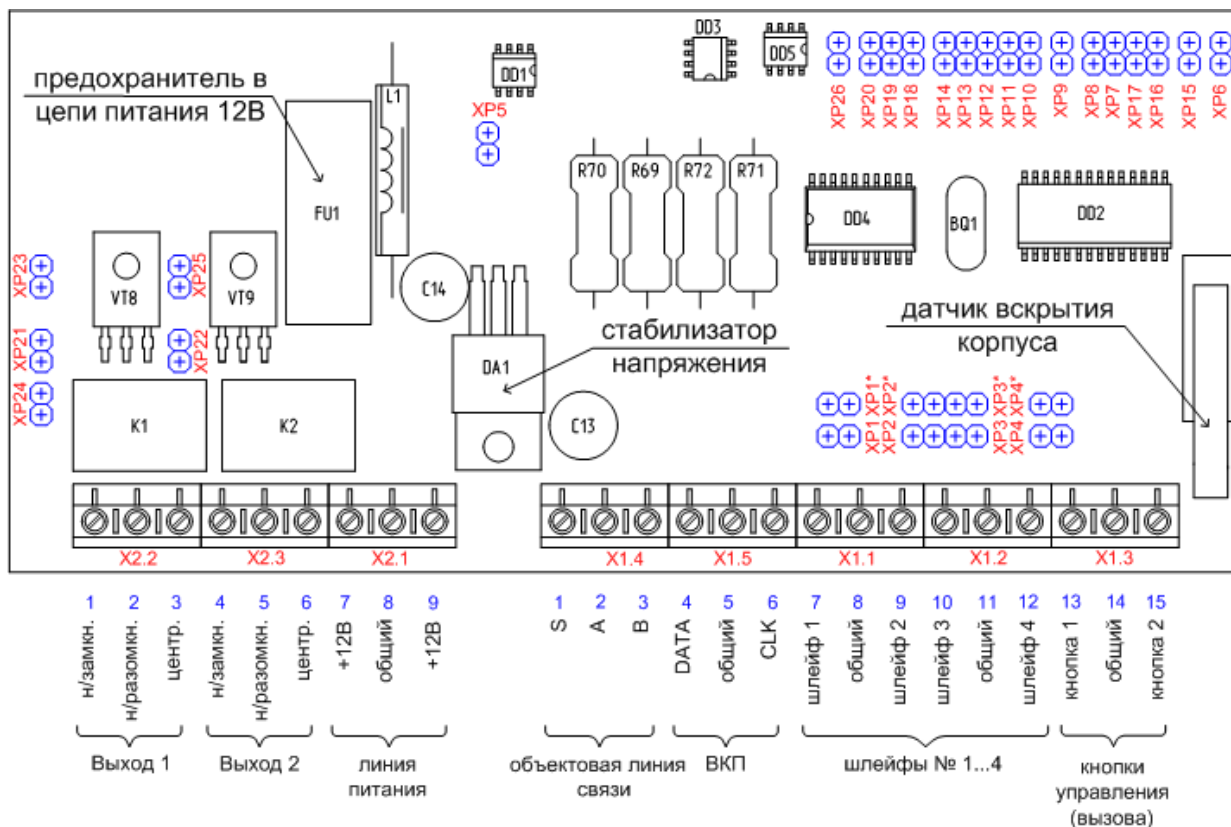 предохранитель в
цепи питания 12В
L1
DD1
XP5
DD3
DD5
XP26
XP20
XP19
XP18
XP14
XP13
XP12
XP11
XP10
XP9
XP8
XP7
XP17
XP16
XP15
XP6
FU1
R70
R69
R72
R71
DD4
BQ1
DD2
XP23
VT8
XP25
VT9
C14
стабилизатор
напряжения
датчик вскрытия
корпуса
XP21
XP22
XP24
DA1
K1
K2
C13
XP1*
XP2*
XP3*
XP4*
XP1
XP2
XP3
XP4
X2.2
X2.3
X2.1
X1.4
X1.5
X1.1
X1.2
X1.3
1 2 3 4 5 6 7 8 9
1 2 3 4 5 6 7 8 9 10 11 12 13 14 15
н/замкн.
н/разомкн.
центр.
н/замкн.
н/разомкн.
центр.
+12В
общий
+12В
S
A
B
DATA
общий
CLK
шлейф 1
общий
шлейф 2
шлейф 3
общий
шлейф 4
кнопка 1
общий
кнопка 2
Выход 1
Выход 2
линия
питания
объектовая линия
связи
ВКП
шлейфы № 1...4
кнопки
управления
(вызова)